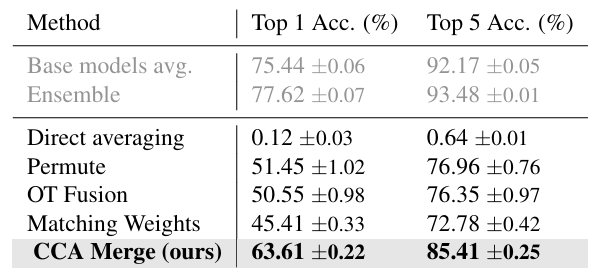 Method Top 1 Acc. (%) Top 5 Acc. (%)
Base models avg. 75.44 ±0.06 92.17 ±0.05
Ensemble 77.62 ±0.07 93.48 ±0.01
Direct averaging 0.12 ±0.03 0.64 ±0.01
Permute 51.45 ±1.02 76.96 ±0.76
OT Fusion 50.55 ±0.98 76.35 ±0.97
Matching Weights 45.41 ±0.33 72.78 ±0.42
CCA Merge (ours) 63.61 ±0.22 85.41 ±0.25